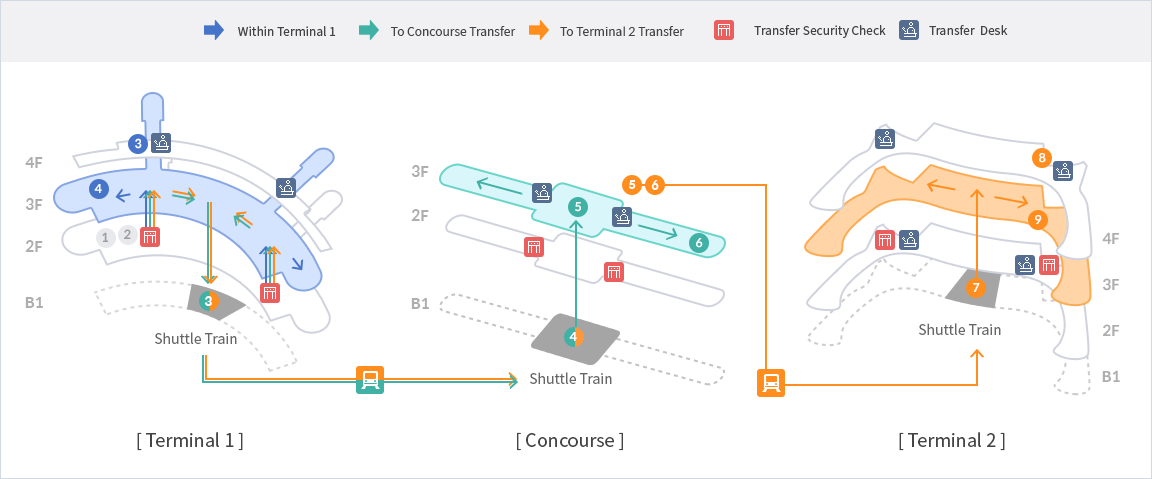 Within Terminal 1
To Concourse Transfer
To Terminal 2 Transfer
Transfer Security Check
Transfer Desk
4F
3F
2F
B1
3
4
1
2
3
Shuttle Train
[ Terminal 1 ]
3F
2F
B1
5
6
5
6
4
Shuttle Train
[ Concourse ]
8
9
7
Shuttle Train
4F
3F
2F
B1
[ Terminal 2 ]